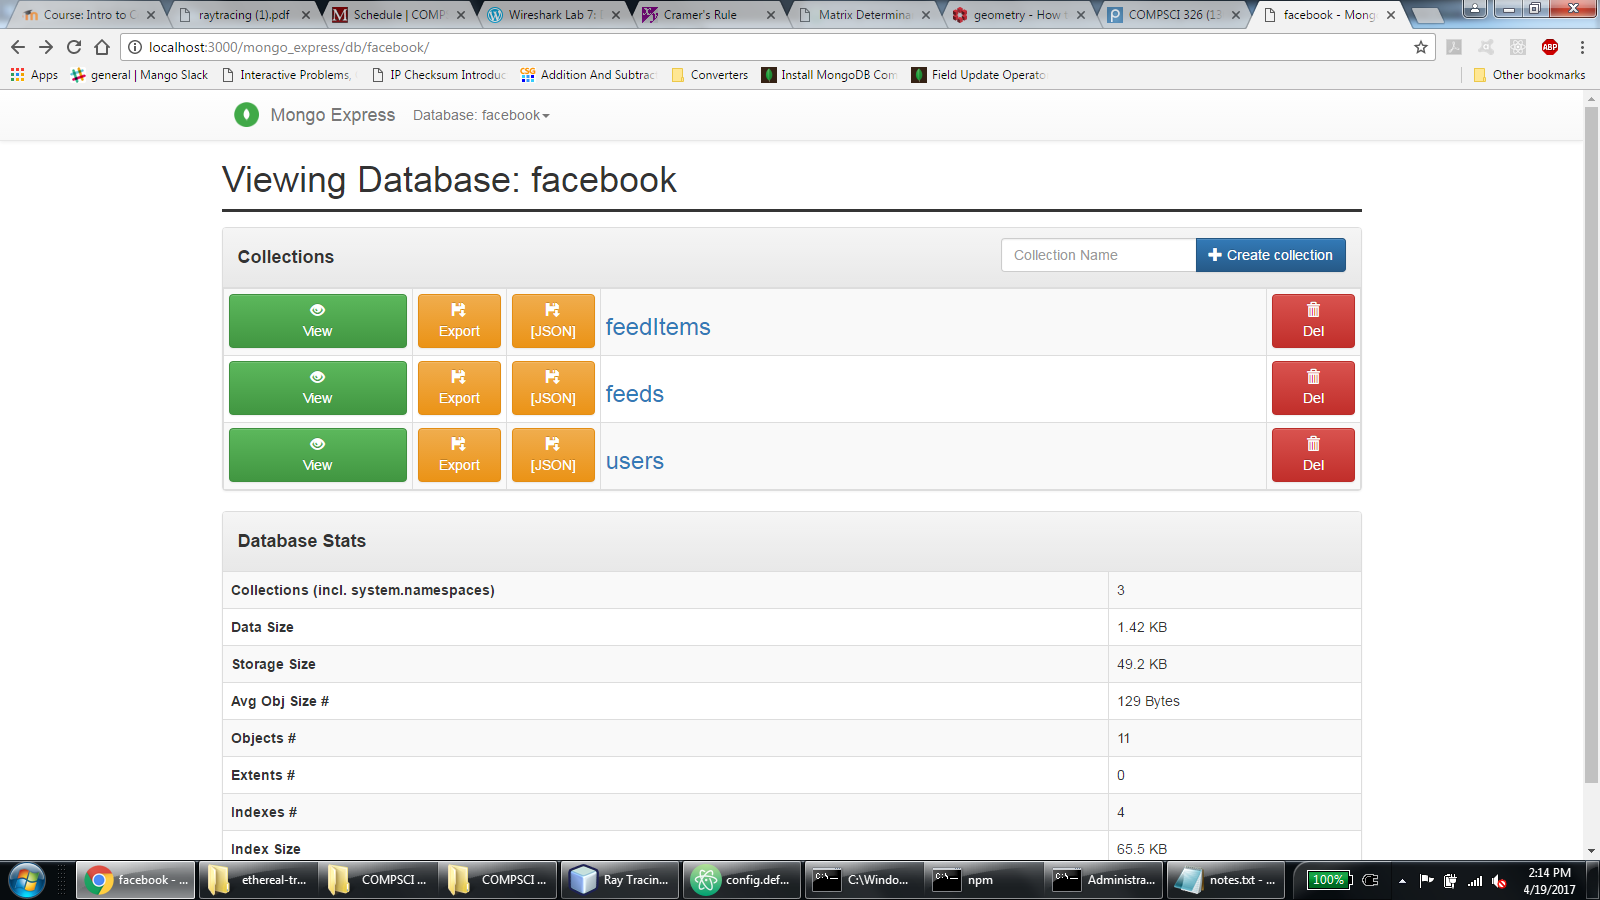 Course: Intro to C
raytracing (1).pdf
Schedule | COMP
Wireshark Lab 7:
Cramer's Rule
Matrix Determina
geometry - How t
COMPSCI 326 (13
facebook - Mong
localhost:3000/mongo_express/db/facebook/
ABP
Apps
general | Mango Slack
Interactive Problems,
IP Checksum Introduc
CSG
Addition And Subtrac
Converters
Install MongoDB Com
Field Update Operato
Other bookmarks
Mongo Express
Database: facebook
Viewing Database: facebook
Collections
Collection Name
Create collection
View
Export
[JSON]
feedItems
Del
View
Export
[JSON]
feeds
Del
View
Export
[JSON]
users
Del
Database Stats
Collections (incl. system.namespaces) 3
Data Size 1.42 KB
Storage Size 49.2 KB
Avg Obj Size # 129 Bytes
Objects # 11
Extents # 0
Indexes # 4
Index Size 65.5 KB
facebook - ...
ethereal-tr...
COMPSCI ...
COMPSCI ...
Ray Tracin...
config.def...
C:\Windo...
npm
Administra...
notes.txt - ...
100%
2:14 PM
4/19/2017